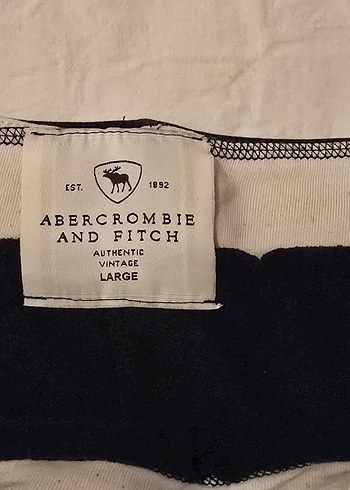 EST. 1892
ABERCROMBIE
AND FITCH
AUTHENTIC
VINTAGE
LARGE